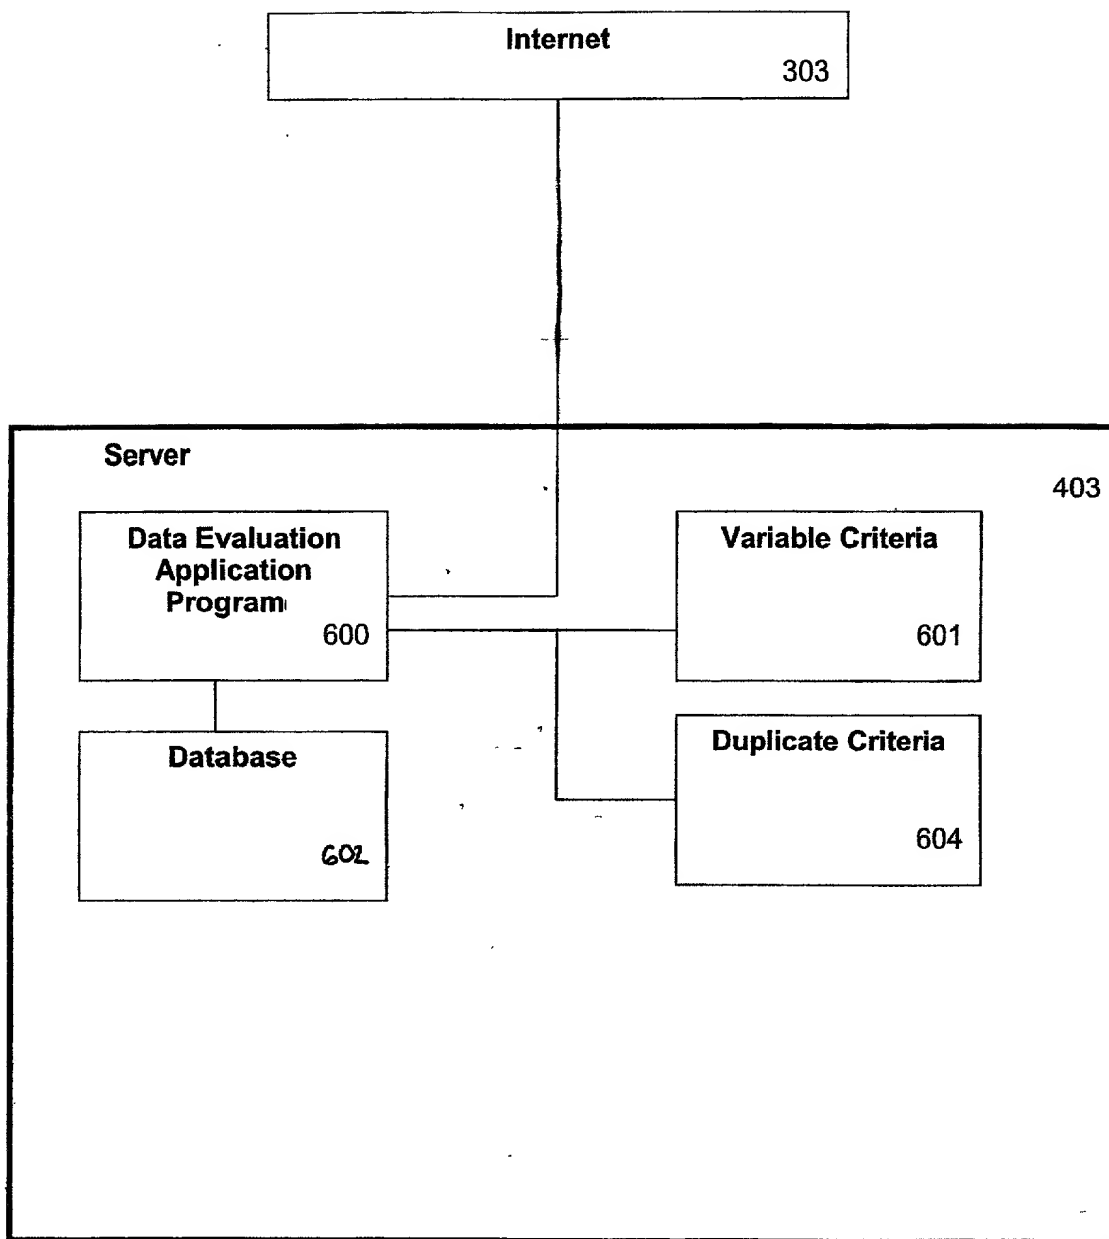 Internet
303
Server
403
Data Evaluation
Application
Program
600
Variable Criteria
601
Database
602
Duplicate Criteria
604